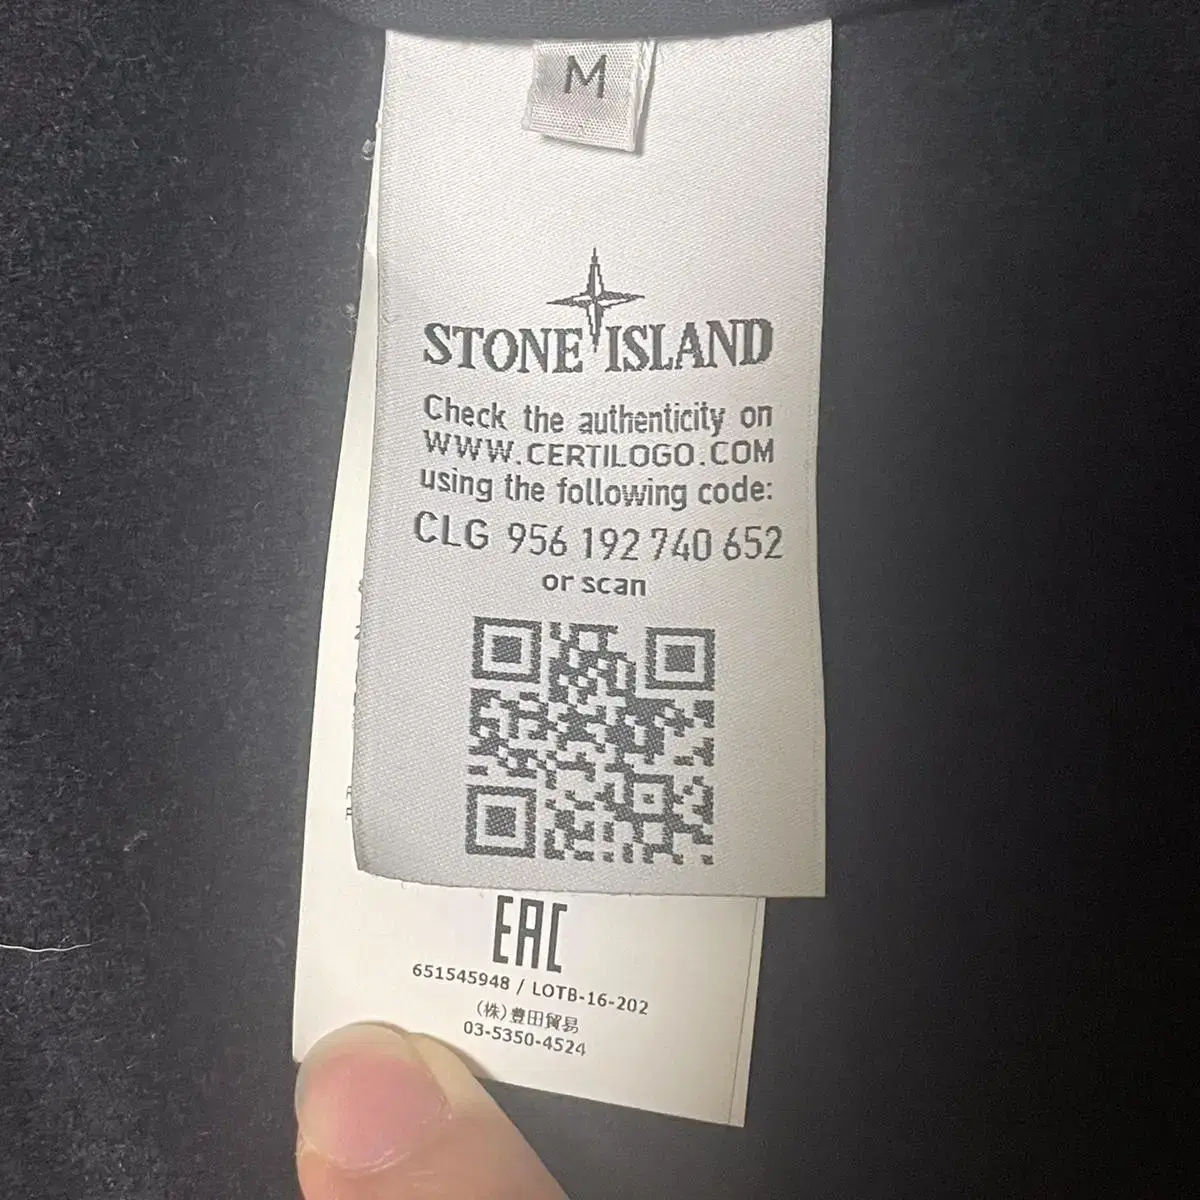 M
STONE ISLAND
Check the authenticity on
WWW.CERTILOGO.COM
using the following code:
CLG 956 192 740 652
or scan
EAC
651545948 / LOTB-16-202
(株)豊田貿易
03-5350-4524